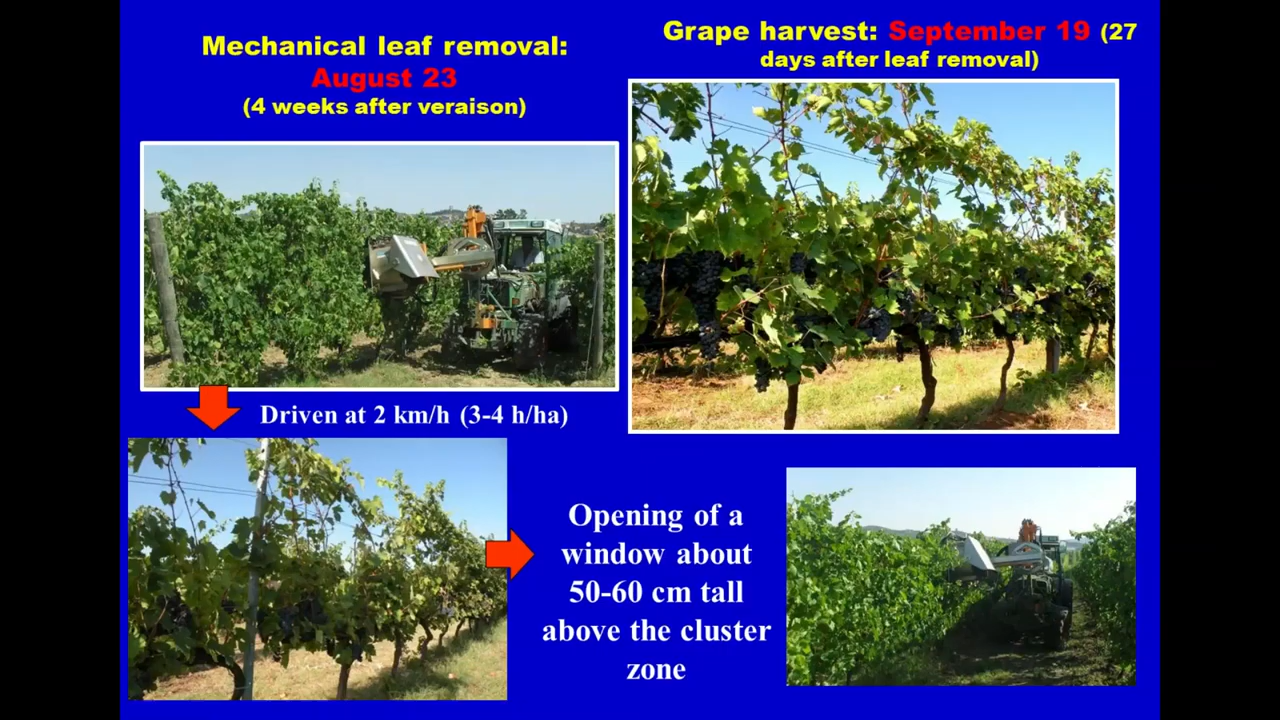 Mechanical leaf removal:
August 23
(4 weeks after veraison)
Grape harvest: September 19 (27
days after leaf removal)
Driven at 2 km/h (3-4 h/ha)
Opening of a
window about
50-60 cm tall
above the cluster
zone